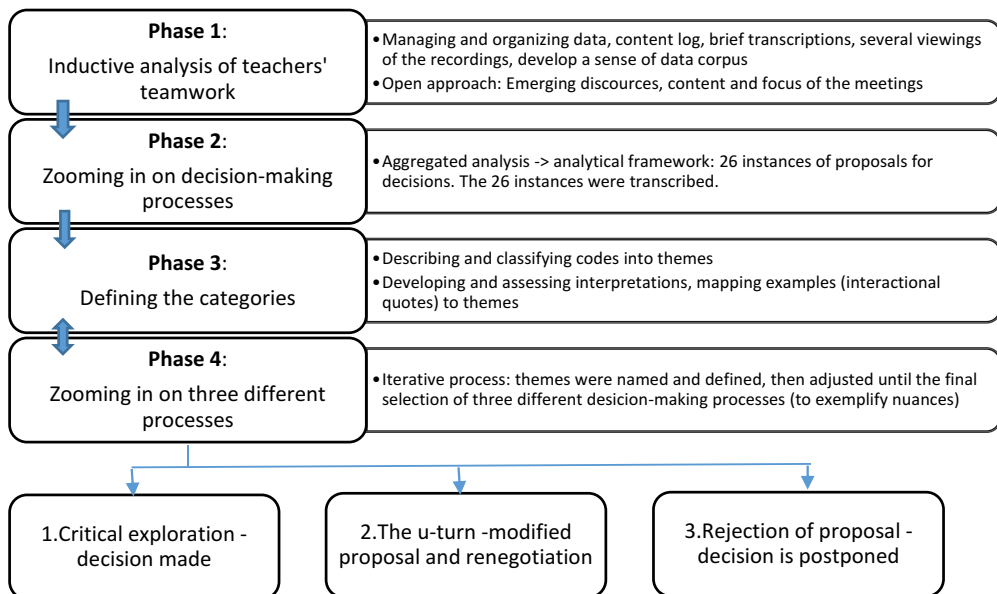 Phase 1:
Inductive analysis of teachers'
teamwork
•Managing and organizing data, content log, brief transcriptions, several viewings
of the recordings, develop a sense of data corpus
•Open approach: Emerging discources, content and focus of the meetings
Phase 2:
Zooming in on decision-making
processes
•Aggregated analysis -> analytical framework: 26 instances of proposals for
decisions. The 26 instances were transcribed.
Phase 3:
Defining the categories
•Describing and classifying codes into themes
•Developing and assessing interpretations, mapping examples (interactional
quotes) to themes
Phase 4:
Zooming in on three different
processes
•Iterative process: themes were named and defined, then adjusted until the final
selection of three different desicion-making processes (to exemplify nuances)
1.Critical exploration -
decision made
2.The u-turn -modified
proposal and renegotiation
3.Rejection of proposal -
decision is postponed